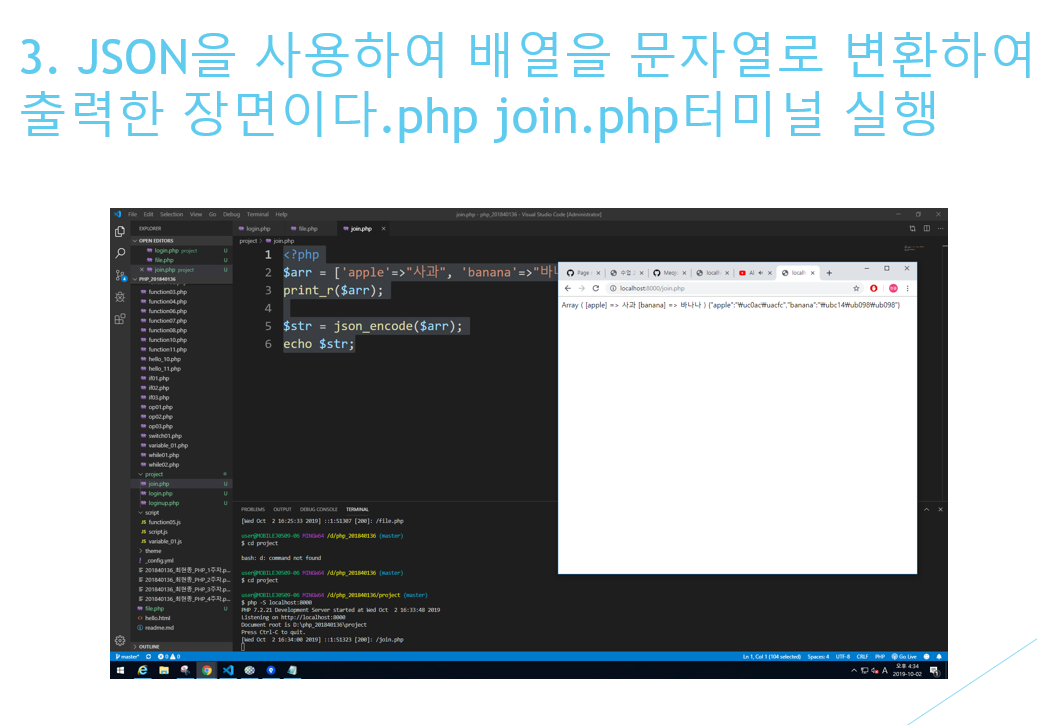 3. JSON을 사용하여 배열을 문자열로 변환하여
출력한 장면이다.php join.php터미널 실행
File Edit Selection View Go Debug Terminal Help
join.php - php_201840136 - Visual Studio Code [Administrator]
EXPLORER
OPEN EDITORS
login.php project U
file.php U
join.php project U
PHP_201840136
function03.php
function04.php
function06.php
function07.php
function08.php
function10.php
function11.php
hello_10.php
hello_11.php
if01.php
if02.php
if03.php
op01.php
op02.php
op03.php
switch01.php
variable_01.php
while01.php
while02.php
project
join.php U
login.php U
loginup.php U
script
JS function05.js
JS script.js
JS variable_01.js
theme
_config.yml
201840136_최현종_PHP_1주차.p...
201840136_최현종_PHP_2주차.p...
201840136_최현종_PHP_3주차.p...
201840136_최현종_PHP_4주차.p...
file.php U
hello.html
readme.md
OUTLINE
login.php file.php join.php
project > join.php
1 <?php
2 $arr = ['apple'=>"사과", 'banana'=>"바
3 print_r($arr);
4
5 $str = json_encode($arr);
6 echo $str;
Page localh AI localh
localhost:8000/join.php
Array ( [apple] => 사과 [banana] => 바나나 ) {"apple":"₩uc0ac₩uacfc","banana":"₩ubc14₩ub098₩ub098"}
PROBLEMS OUTPUT DEBUG CONSOLE TERMINAL
[Wed Oct 2 16:25:33 2019] ::1:51307 [200]: /file.php
user@MOBILE30509-06 MINGW64 /d/php_201840136 (master)
$ cd project
bash: d: command not found
user@MOBILE30509-06 MINGW64 /d/php_201840136 (master)
$ cd project
user@MOBILE30509-06 MINGW64 /d/php_201840136/project (master)
$ php -S localhost:8000
PHP 7.2.21 Development Server started at Wed Oct 2 16:33:48 2019
Listening on http://localhost:8000
Document root is D:\php_201840136\project
Press Ctrl-C to quit.
[Wed Oct 2 16:34:00 2019] ::1:51323 [200]: /join.php
master* 0 0
Ln 1, Col 1 (104 selected) Spaces: 4 UTF-8 CRLF PHP Go Live
A 오후 4:34
2019-10-02